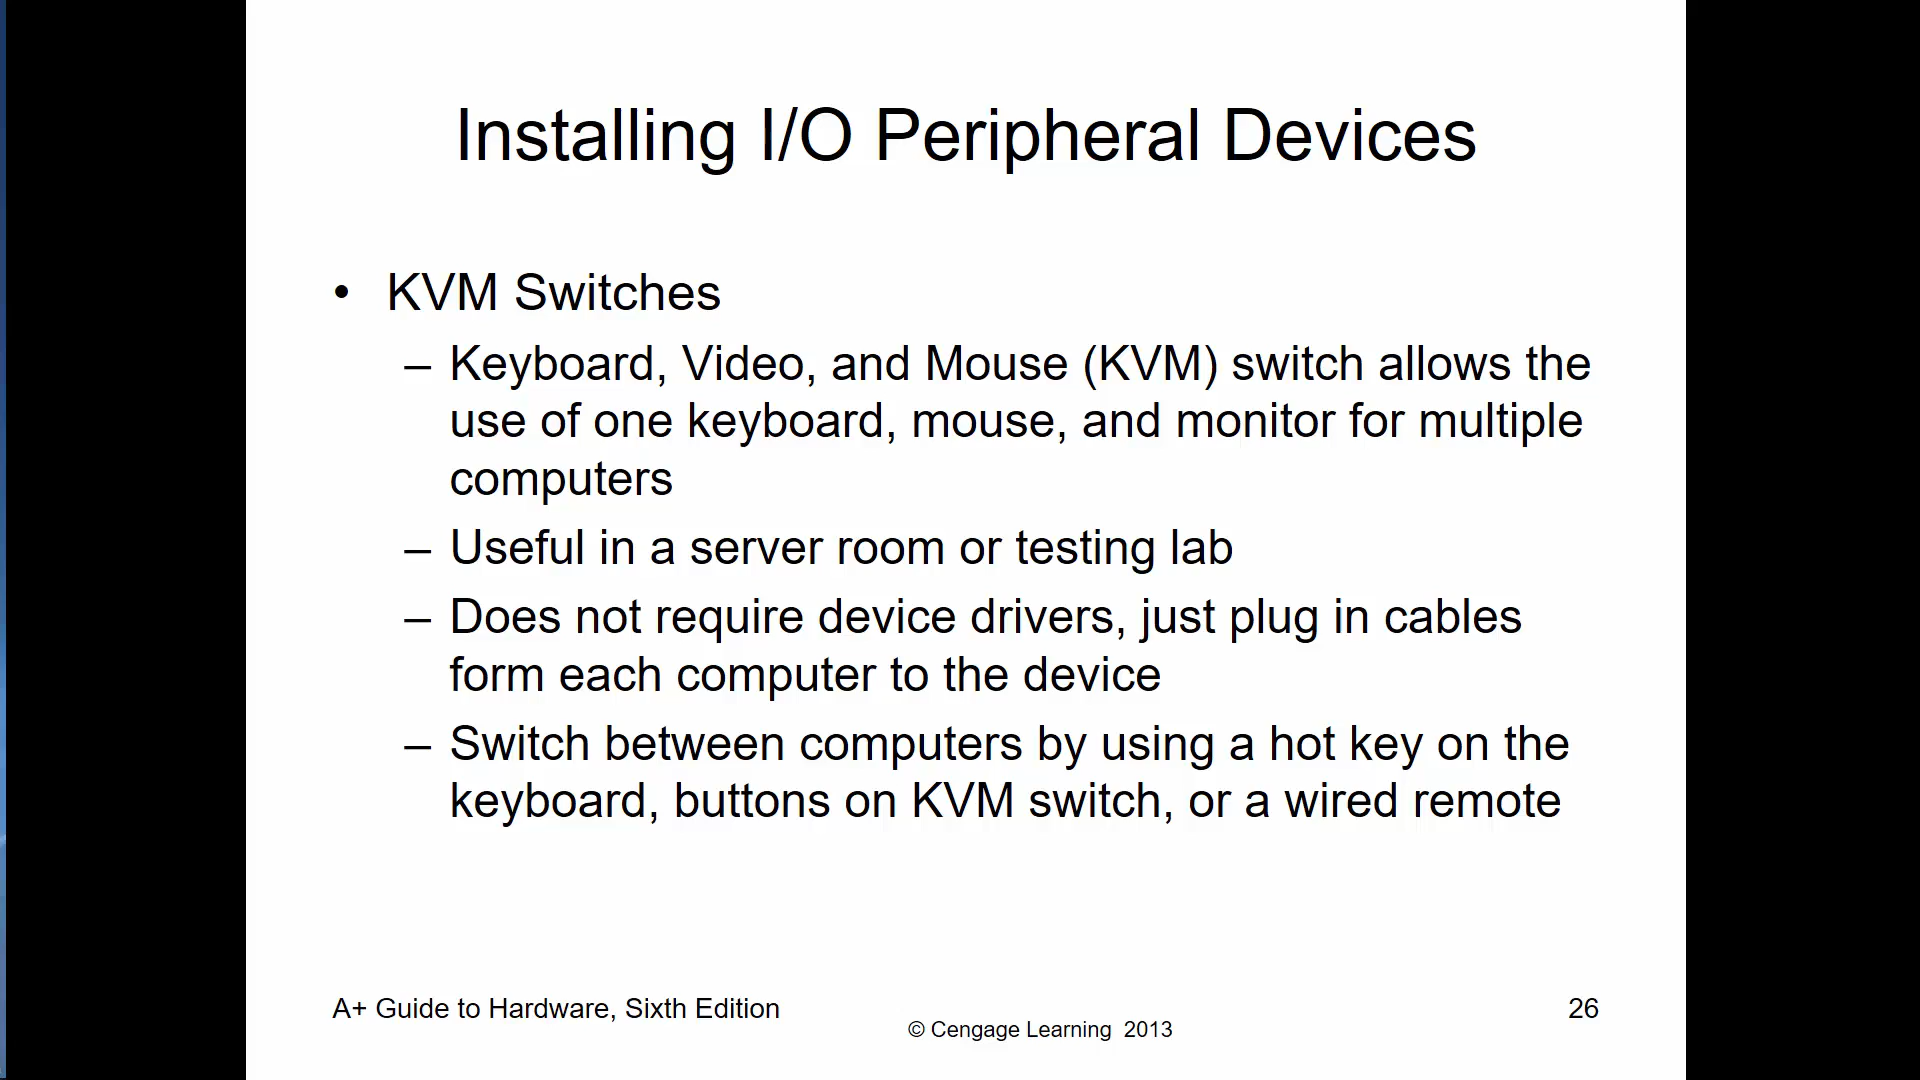 Installing I/O Peripheral Devices
• KVM Switches
– Keyboard, Video, and Mouse (KVM) switch allows the
use of one keyboard, mouse, and monitor for multiple
computers
– Useful in a server room or testing lab
– Does not require device drivers, just plug in cables
form each computer to the device
– Switch between computers by using a hot key on the
keyboard, buttons on KVM switch, or a wired remote
A+ Guide to Hardware, Sixth Edition
© Cengage Learning 2013
26